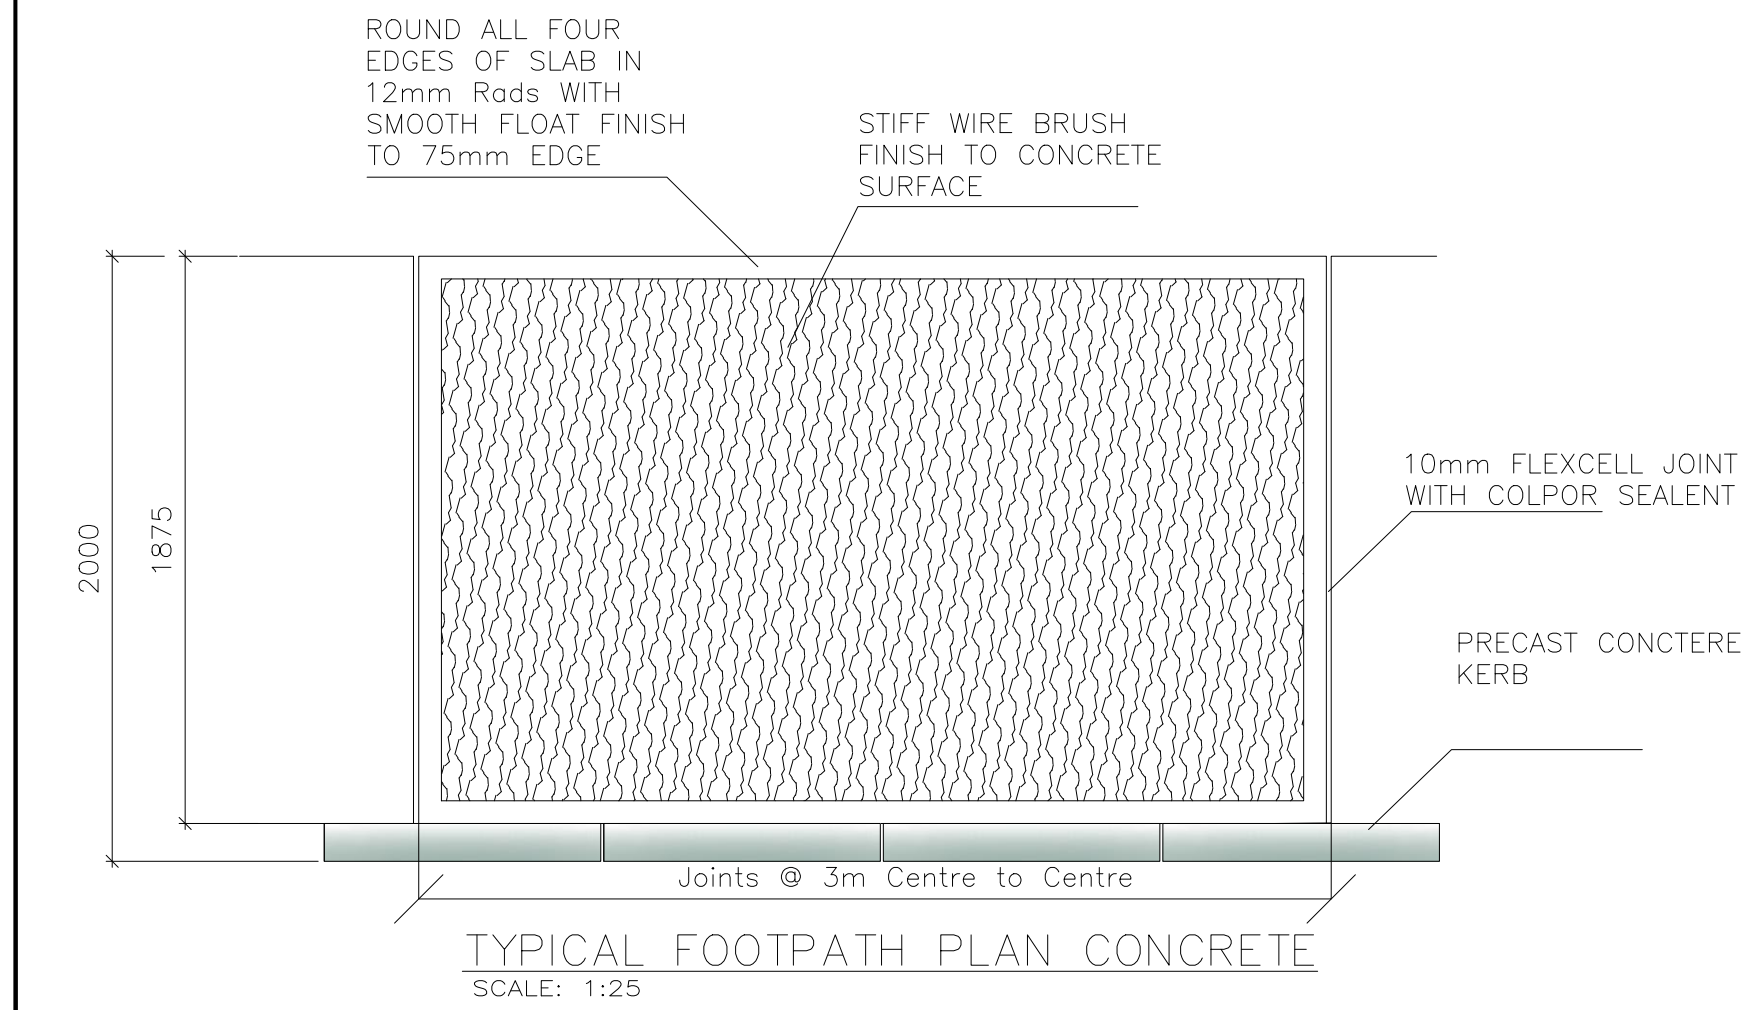 ROUND ALL FOUR
EDGES OF SLAB IN
12mm Rads WITH
SMOOTH FLOAT FINISH
TO 75mm EDGE
STIFF WIRE BRUSH
FINISH TO CONCRETE
SURFACE
2000
1875
10mm FLEXCELL JOINT
WITH COLPOR SEALENT
PRECAST CONCTERE
KERB
Joints @ 3m Centre to Centre
TYPICAL FOOTPATH PLAN CONCRETE
SCALE: 1:25